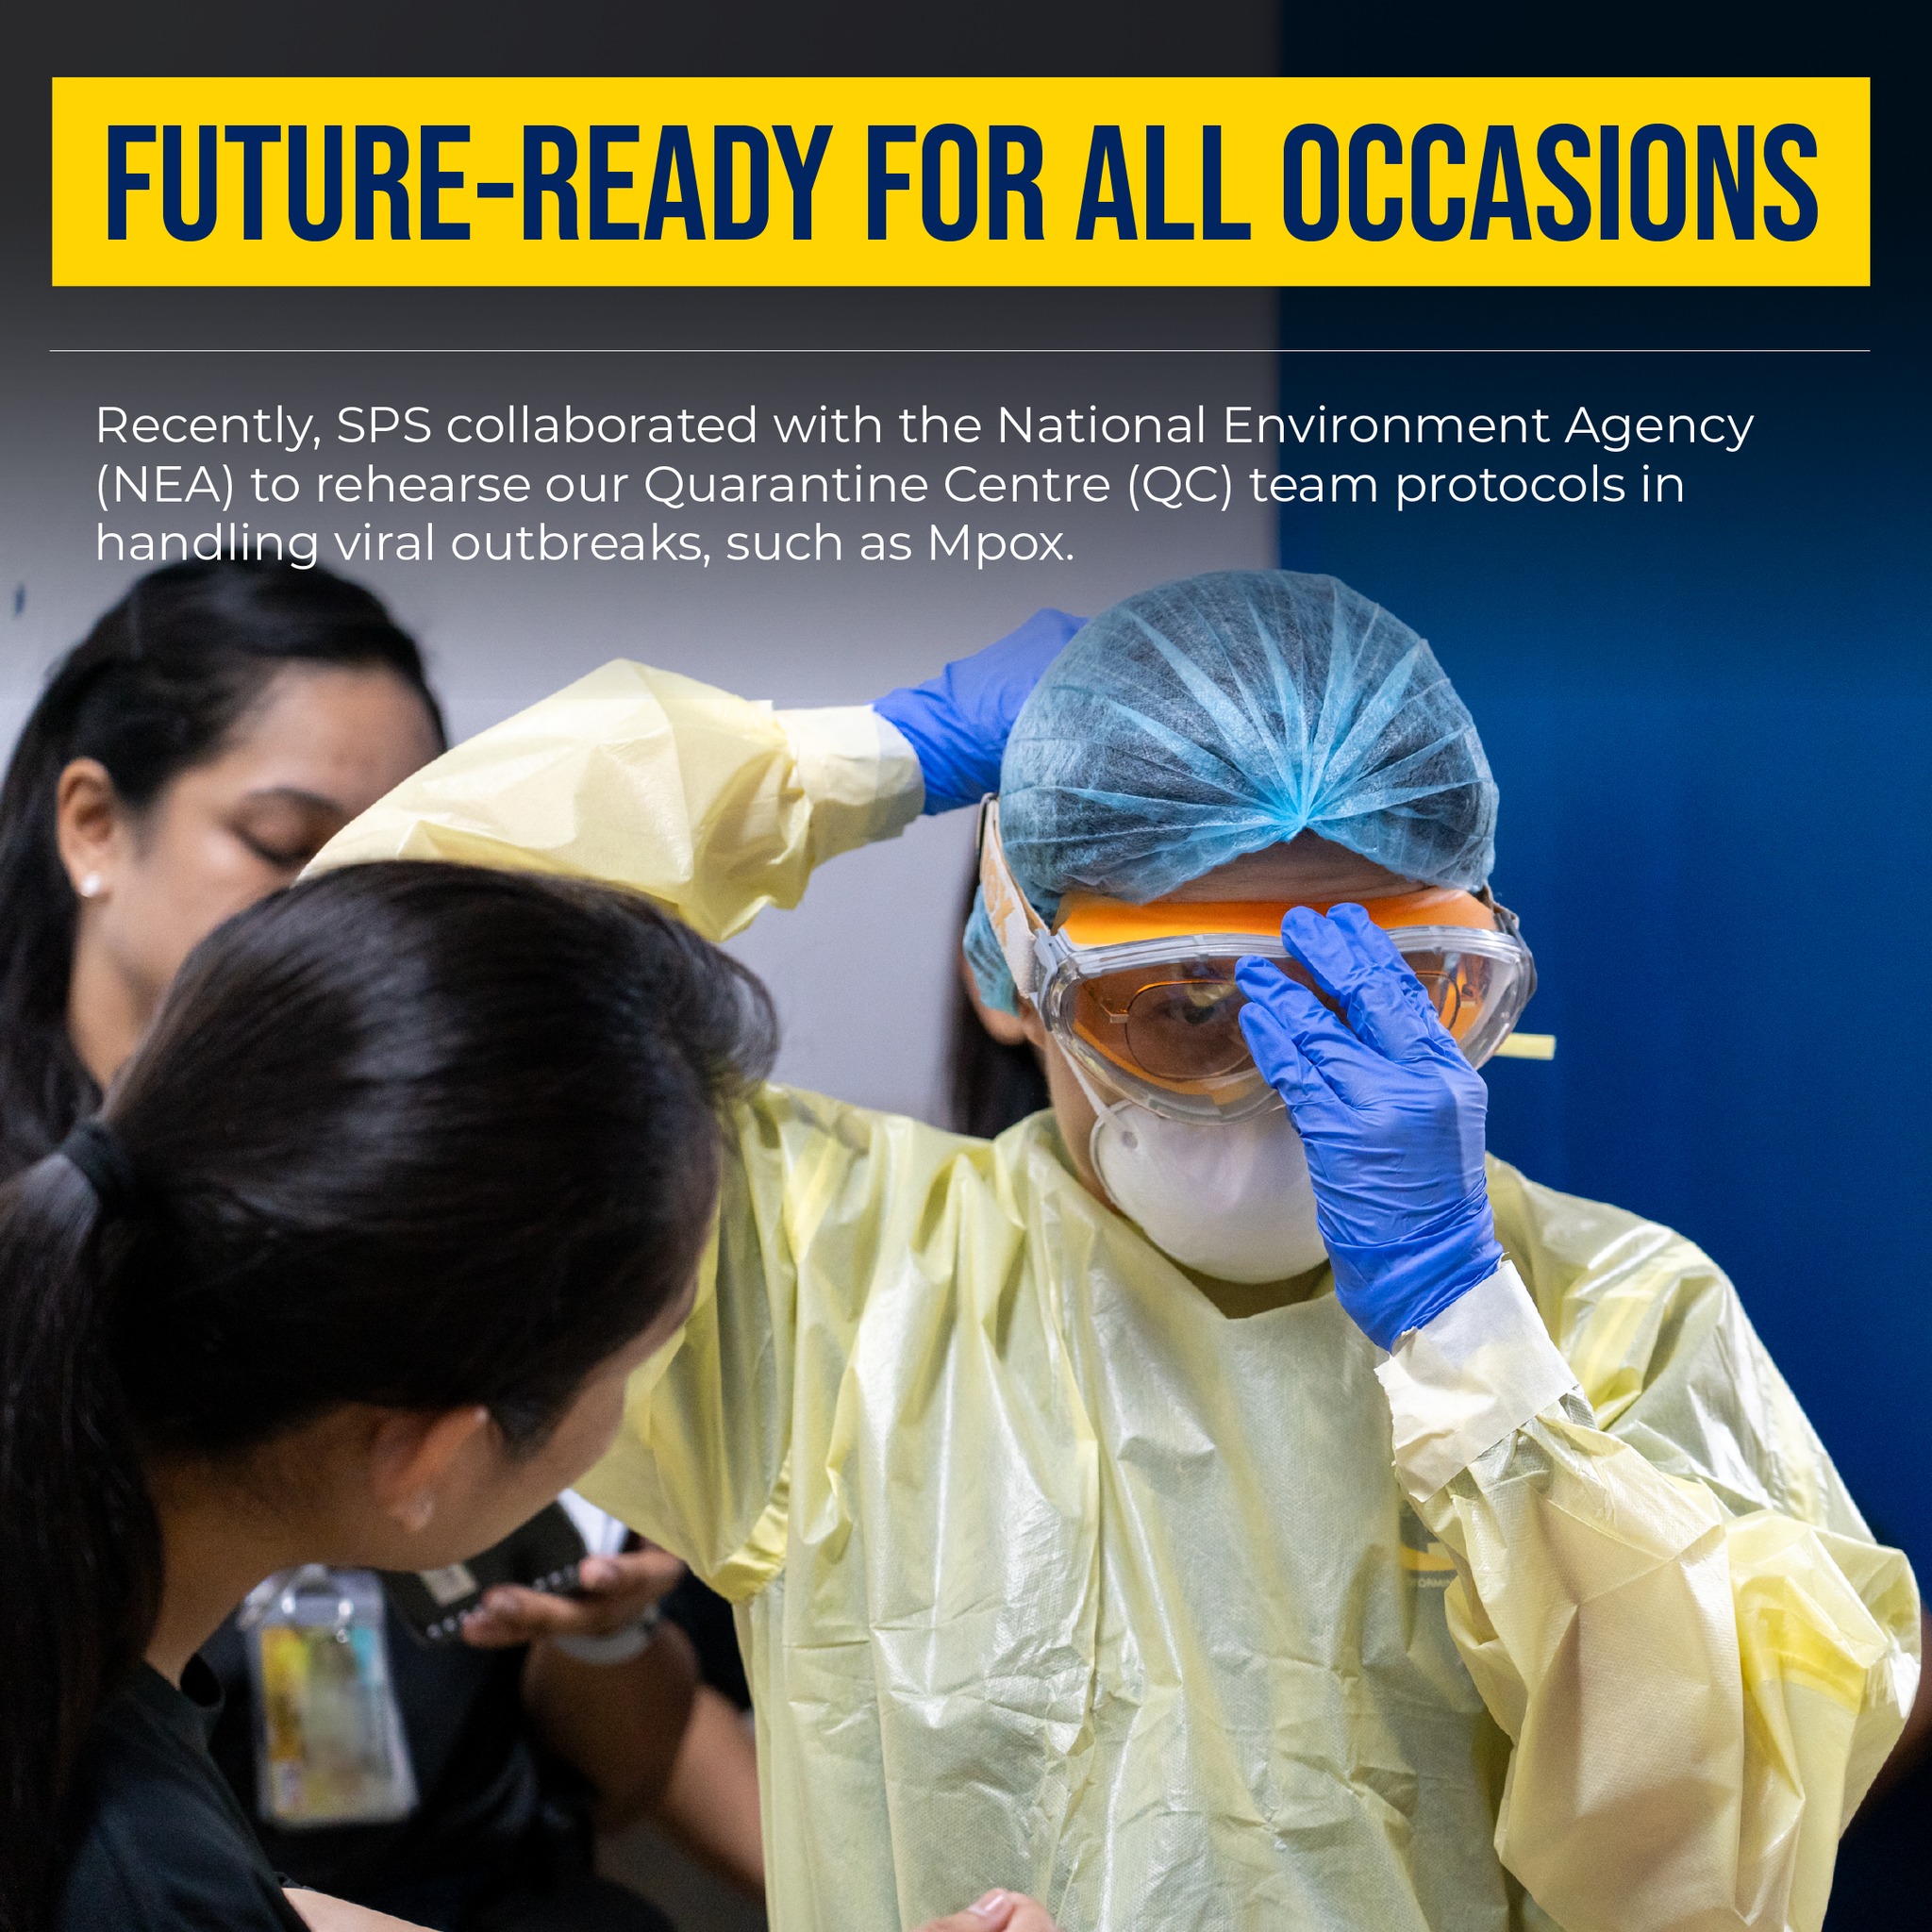 FUTURE-READY FOR ALL OCCASIONS
Recently, SPS collaborated with the National Environment Agency
(NEA) to rehearse our Quarantine Centre (QC) team protocols in
handling viral outbreaks, such as Mpox.